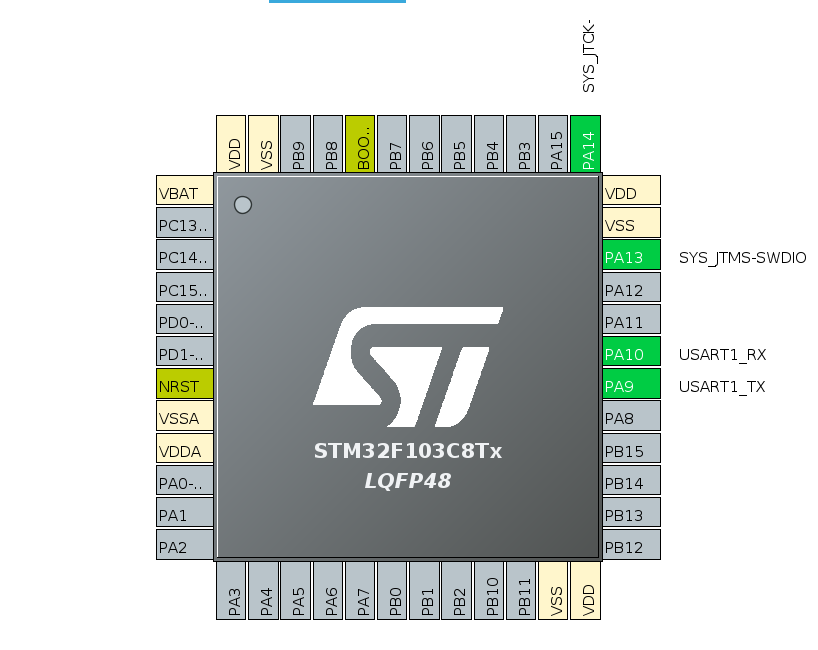 SYS_JTCK-
VDD
VSS
PB9
PB8
BOO..
PB7
PB6
PB5
PB4
PB3
PA15
PA14
VBAT
PC13..
PC14..
PC15..
PD0-..
PD1-..
NRST
VSSA
VDDA
PA0-..
PA1
PA2
ST
STM32F103C8Tx
LQFP48
VDD
VSS
PA13 SYS_JTMS-SWDIO
PA12
PA11
PA10 USART1_RX
PA9 USART1_TX
PA8
PB15
PB14
PB13
PB12
PA3
PA4
PA5
PA6
PA7
PB0
PB1
PB2
PB10
PB11
VSS
VDD